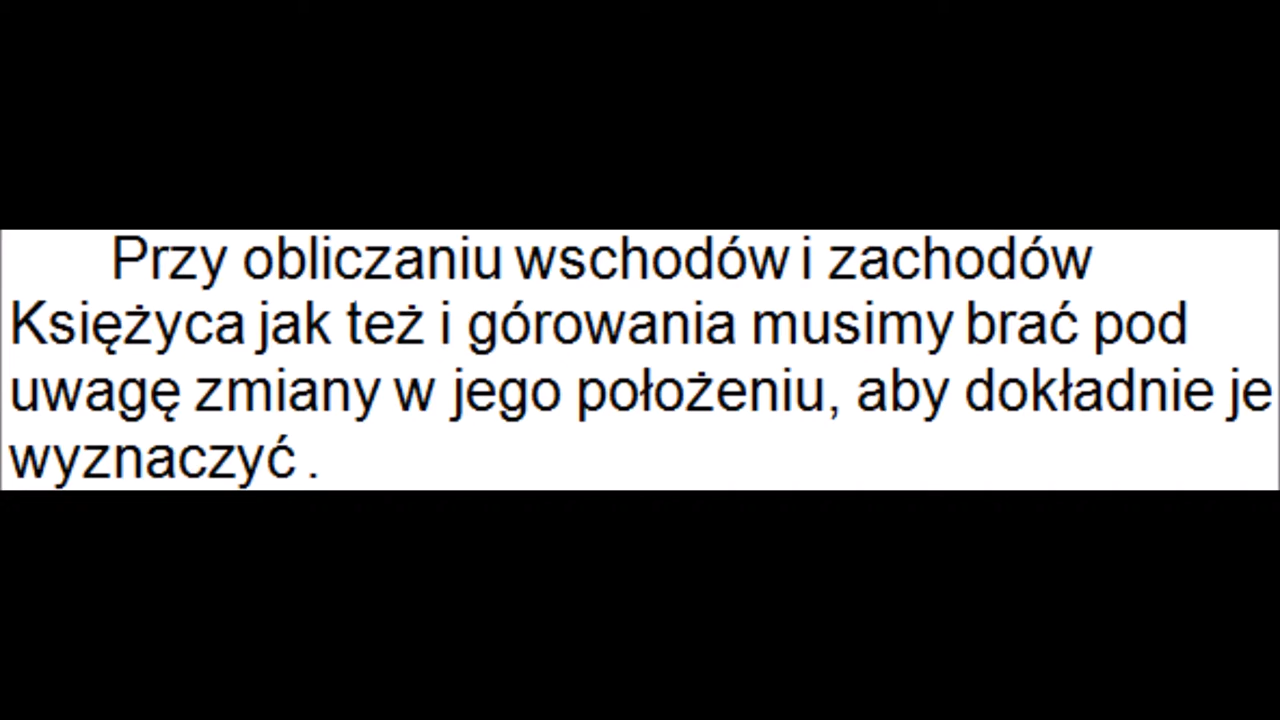 Przy obliczaniu wschodów i zachodów
Księżyca jak też i górowania musimy brać pod
uwagę zmiany w jego położeniu, aby dokładnie je
wyznaczyć .